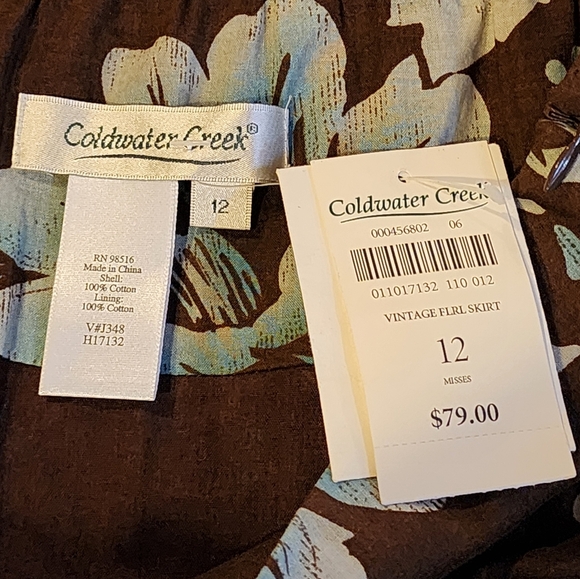 Coldwater Creek®
12
RN 98516
Made in China
Shell:
100% Cotton
Lining:
100% Cotton
V#J348
H17132
Coldwater Creek
000456802 06
011017132 110 012
VINTAGE FLRL SKIRT
12
MISSES
$79.00